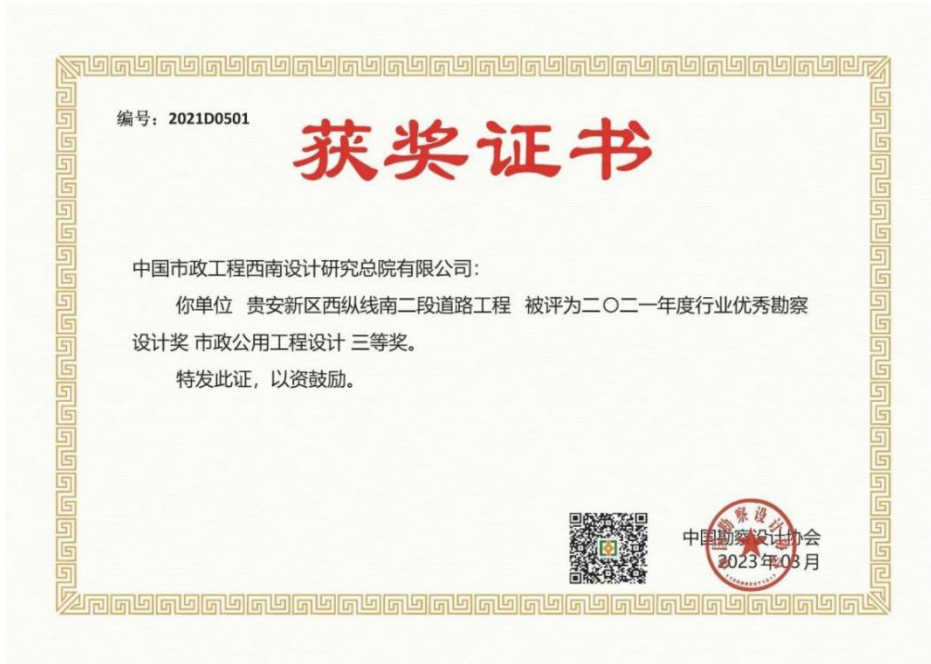 编号：2021D0501
获奖证书
中国市政工程西南设计研究总院有限公司：
你单位 贵安新区西纵线南二段道路工程 被评为二〇二一年度行业优秀勘察
设计奖 市政公用工程设计 三等奖。
特发此证，以资鼓励。
中国勘察设计协会
2023年03月